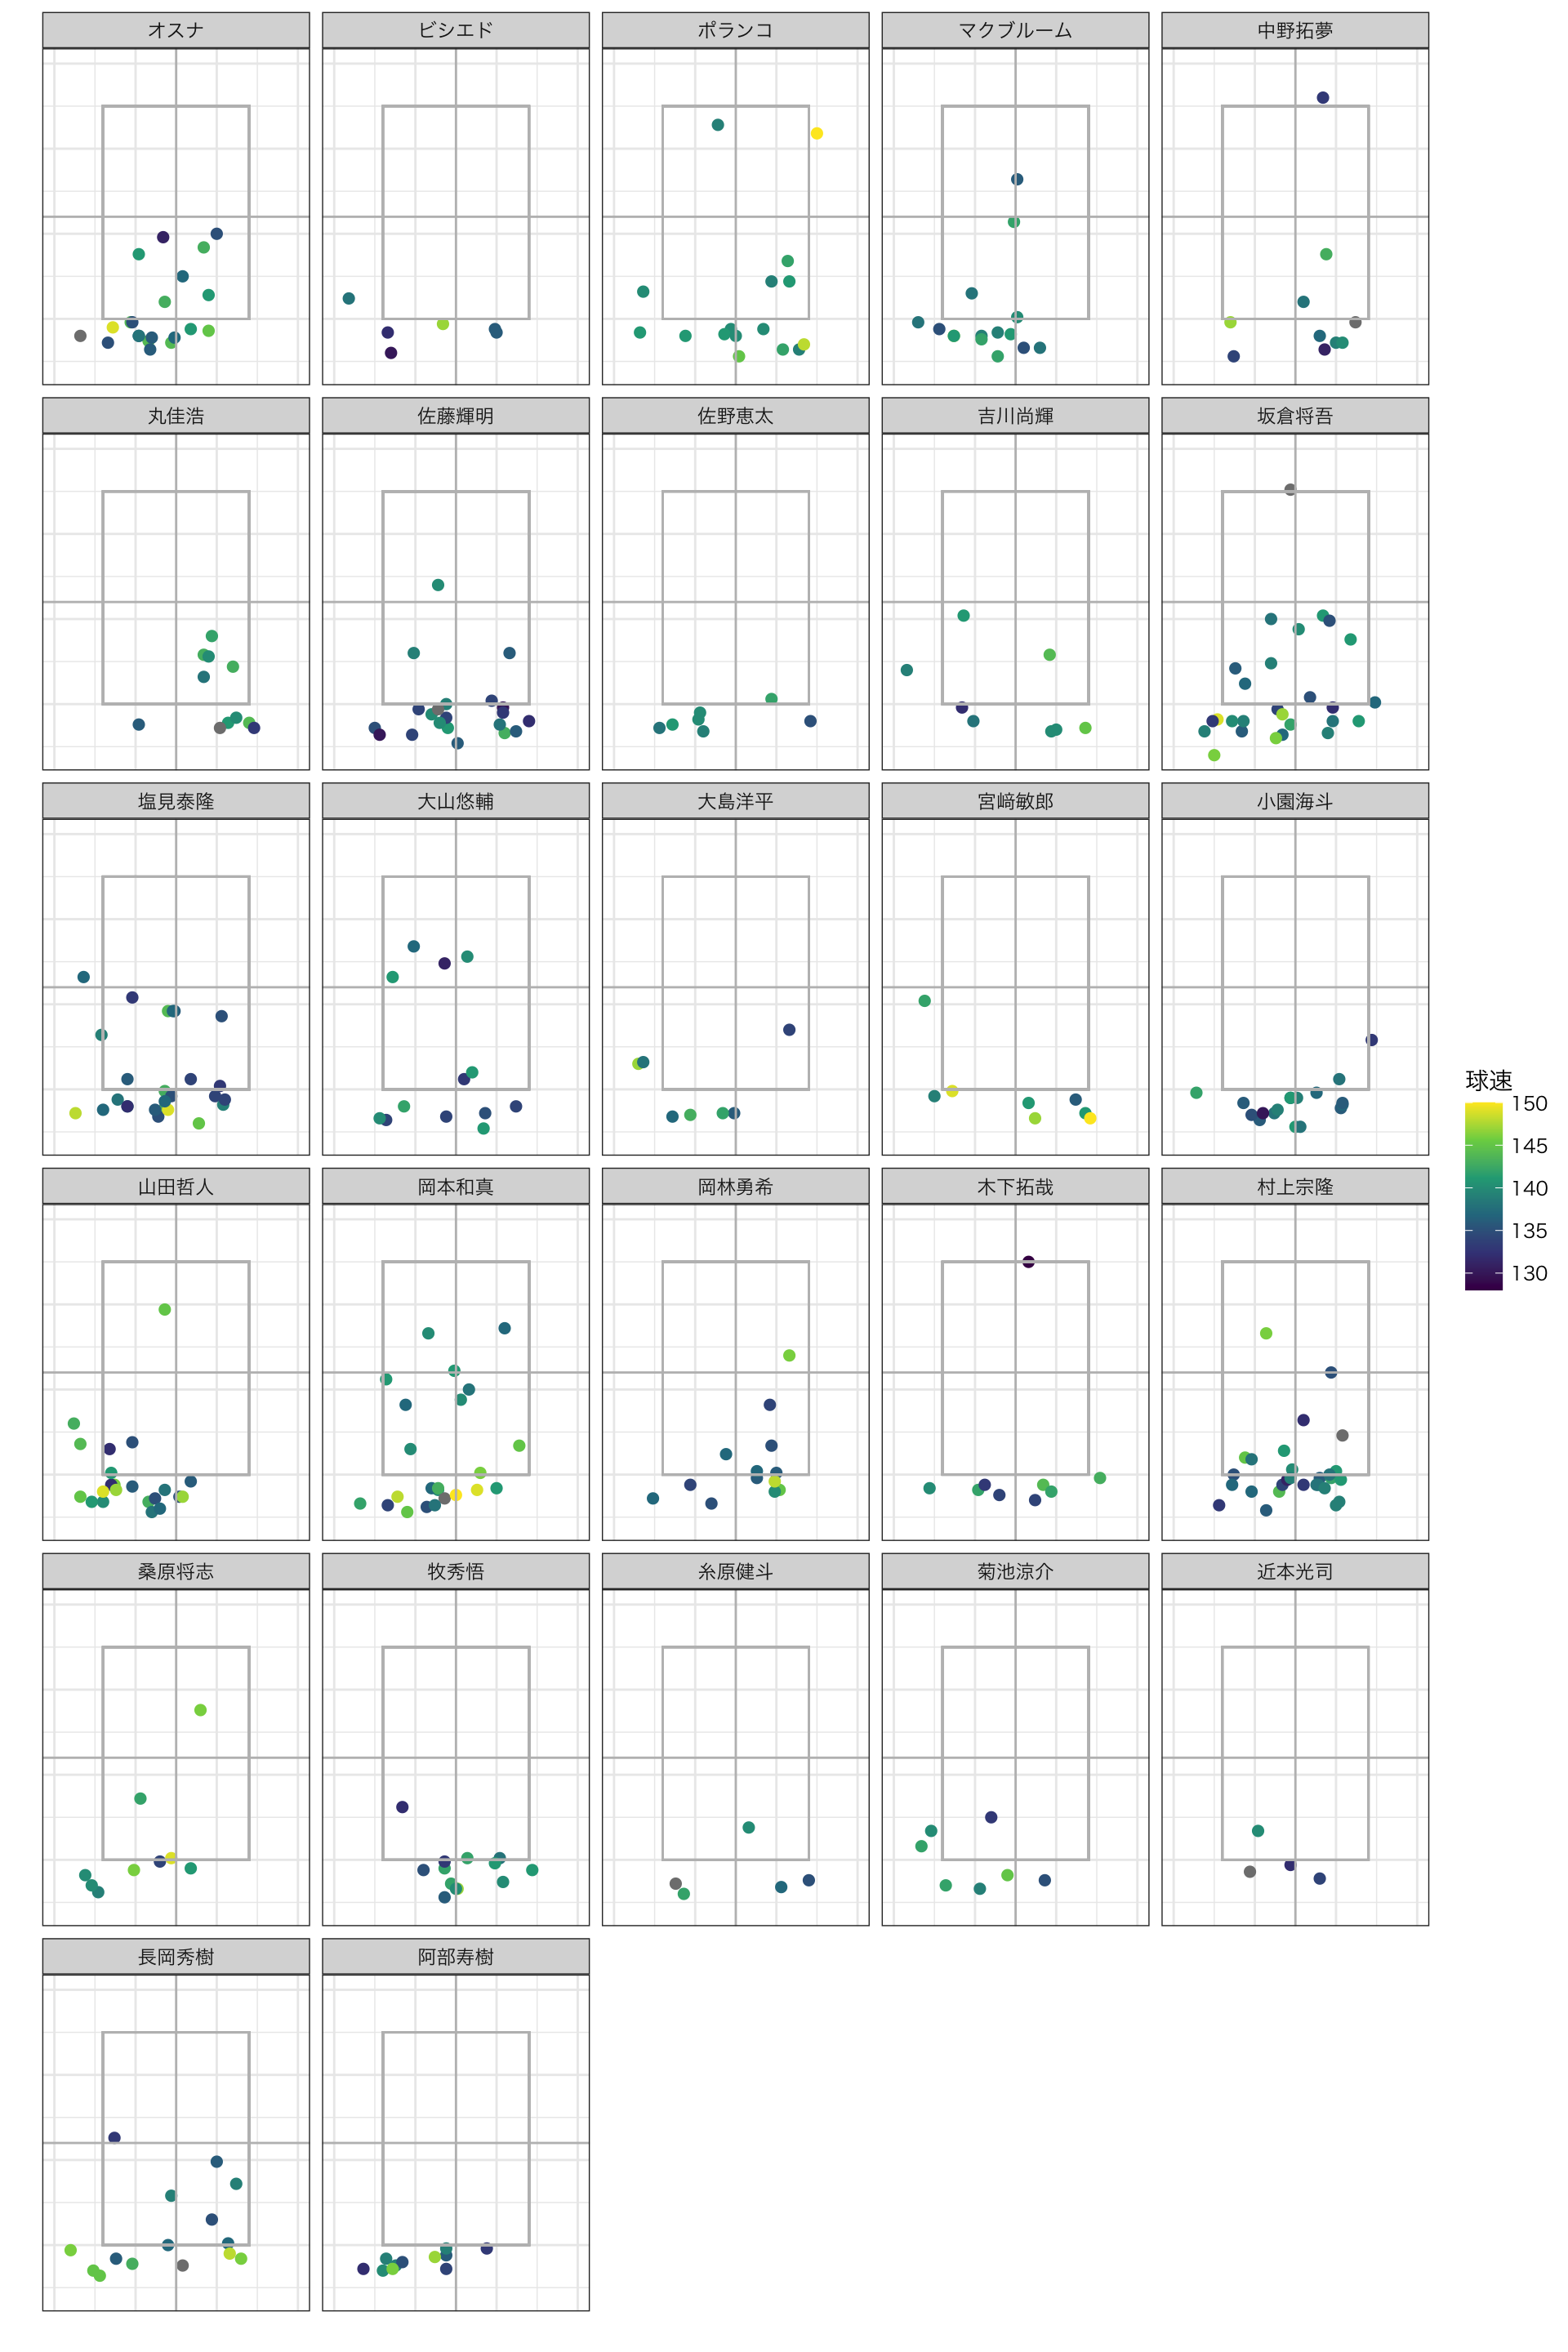 オスナ
ビシエド
ポランコ
マクブルーム
中野拓夢
丸佳浩
佐藤輝明
佐野恵太
吉川尚輝
坂倉将吾
塩見泰隆
大山悠輔
大島洋平
宮﨑敏郎
小園海斗
球速
150
145
140
135
130
山田哲人
岡本和真
岡林勇希
木下拓哉
村上宗隆
桑原将志
牧秀悟
糸原健斗
菊池涼介
近本光司
長岡秀樹
阿部寿樹